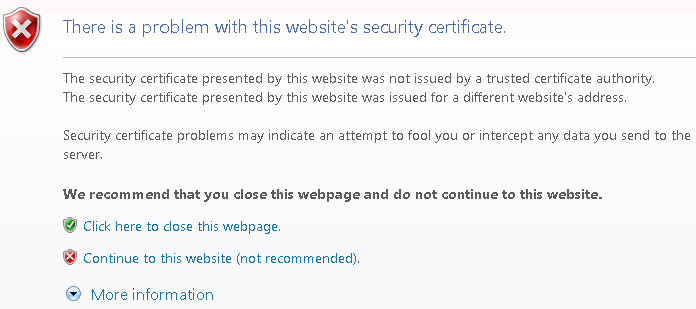 There is a problem with this website's security certificate.
The security certificate presented by this website was not issued by a trusted certificate authority.
The security certificate presented by this website was issued for a different website's address.
Security certificate problems may indicate an attempt to fool you or intercept any data you send to the
server.
We recommend that you close this webpage and do not continue to this website.
Click here to close this webpage.
Continue to this website (not recommended).
More information